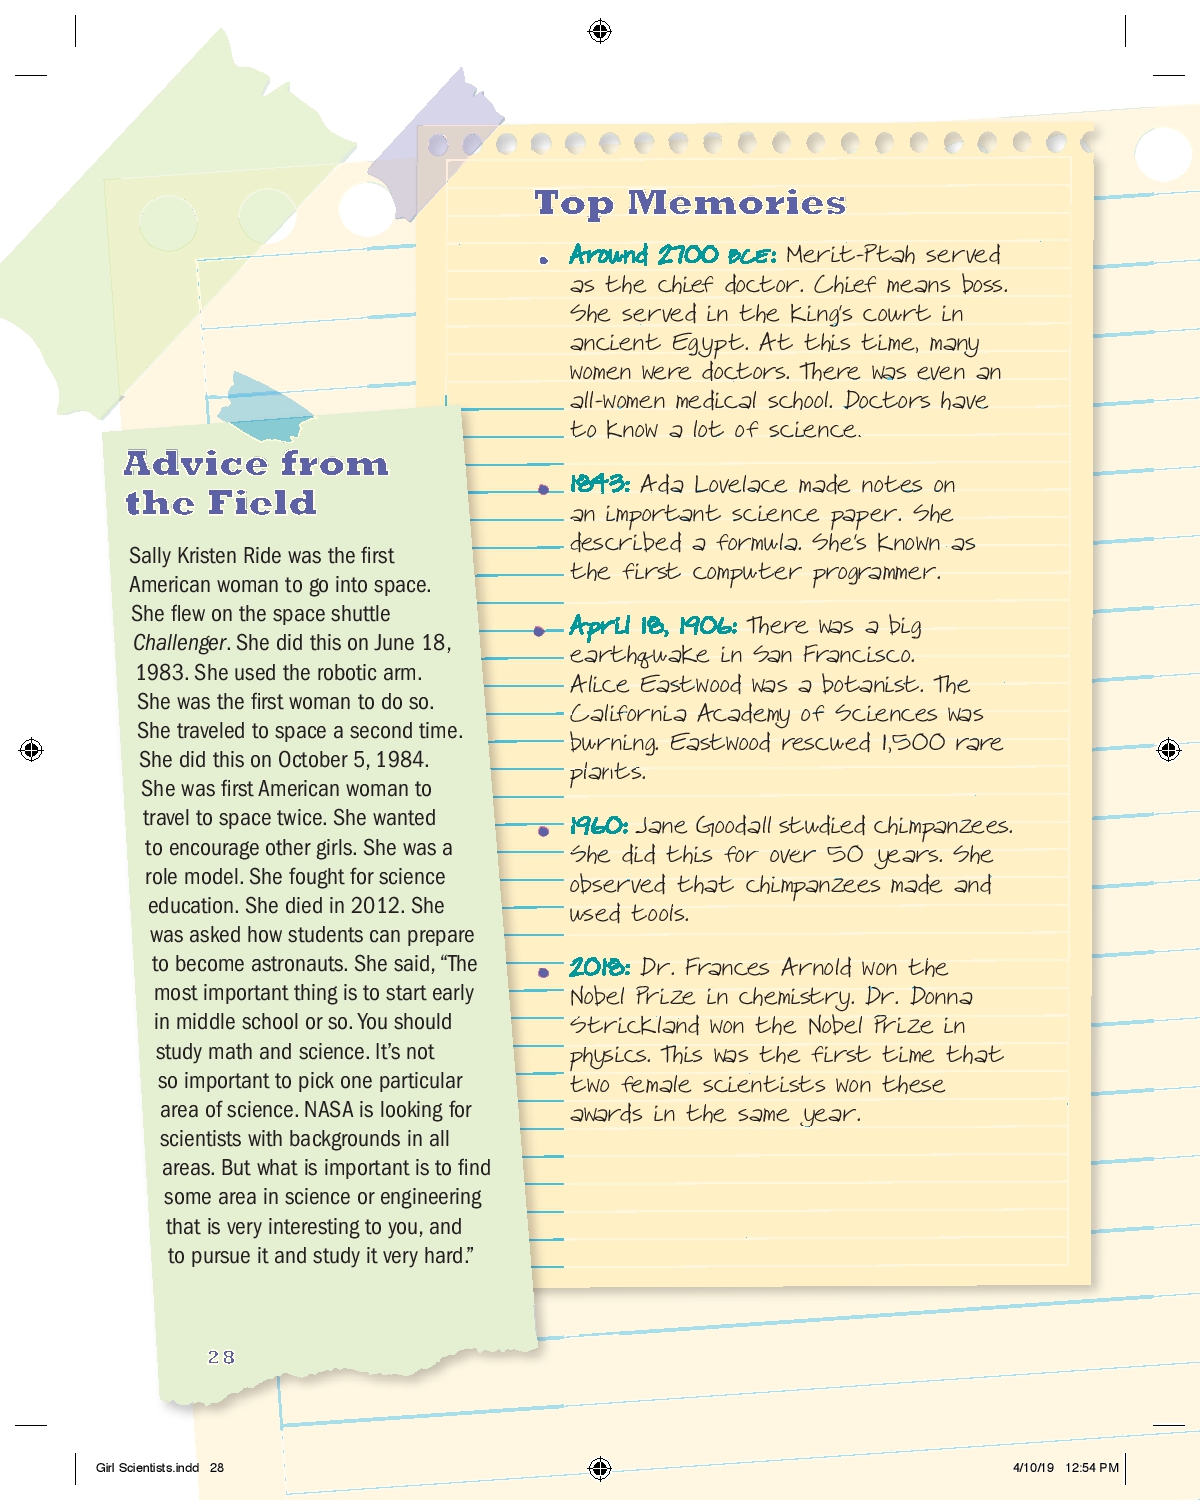 Top Memories
• Around 2700 BCE: Merit-Ptah served
as the chief doctor. Chief means boss.
She served in the king's court in
ancient Egypt. At this time, many
women were doctors. There was even an
all-women medical school. Doctors have
to know a lot of science.
• 1843: Ada Lovelace made notes on
an important science paper. She
described a formula. She's known as
the first computer programmer.
• April 18, 1906: There was a big
earthquake in San Francisco.
Alice Eastwood was a botanist. The
California Academy of Sciences was
burning. Eastwood rescued 1,500 rare
plants.
• 1960: Jane Goodall studied chimpanzees.
She did this for over 50 years. She
observed that chimpanzees made and
used tools.
• 2018: Dr. Frances Arnold won the
Nobel Prize in chemistry. Dr. Donna
Strickland won the Nobel Prize in
physics. This was the first time that
two female scientists won these
awards in the same year.
Advice from
the Field
Sally Kristen Ride was the first
American woman to go into space.
She flew on the space shuttle
Challenger. She did this on June 18,
1983. She used the robotic arm.
She was the first woman to do so.
She traveled to space a second time.
She did this on October 5, 1984.
She was first American woman to
travel to space twice. She wanted
to encourage other girls. She was a
role model. She fought for science
education. She died in 2012. She
was asked how students can prepare
to become astronauts. She said, “The
most important thing is to start early
in middle school or so. You should
study math and science. It’s not
so important to pick one particular
area of science. NASA is looking for
scientists with backgrounds in all
areas. But what is important is to find
some area in science or engineering
that is very interesting to you, and
to pursue it and study it very hard.”
28
Girl Scientists.indd 28
4/10/19 12:54 PM